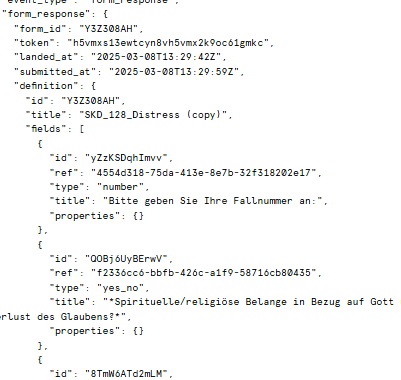 event_type": "form_response",
"form_response": {
"form_id": "Y3Z308AH",
"token": "h5vmxs13ewtcyn8vh5vmx2k9oc61gmkc",
"landed_at": "2025-03-08T13:29:42Z",
"submitted_at": "2025-03-08T13:29:59Z",
"definition": {
"id": "Y3Z308AH",
"title": "SKD_128_Distress (copy)",
"fields": [
{
"id": "yZzKSDqhImvv",
"ref": "4554d318-75da-413e-8e7b-32f318202e17",
"type": "number",
"title": "Bitte geben Sie Ihre Fallnummer an:",
"properties": {}
},
{
"id": "QOBj6UyBErwV",
"ref": "f2336cc6-bbfb-426c-a1f9-58716cb80435",
"type": "yes_no",
"title": "*Spirituelle/religiöse Belange in Bezug auf Gott
erlust des Glaubens?*",
"properties": {}
},
{
"id": "8TmW6ATd2mLM",